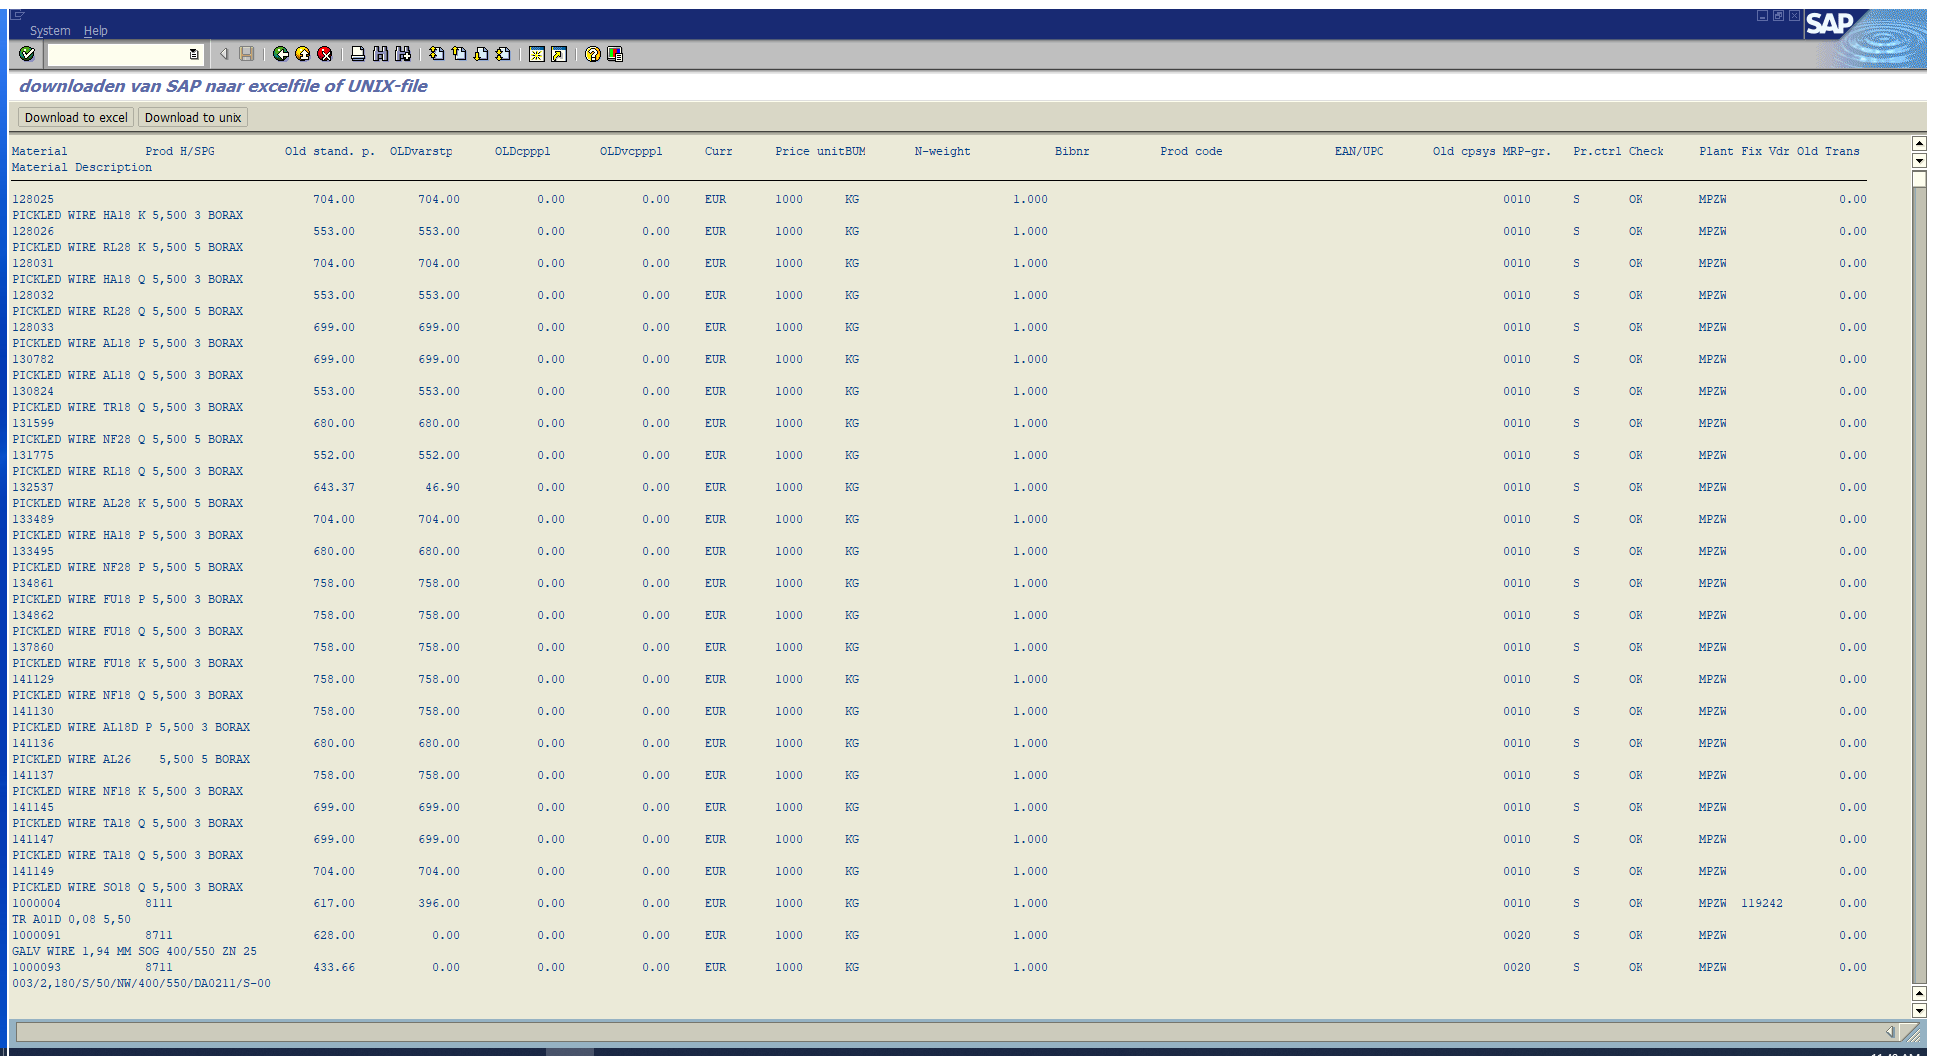 System Help
SAP
downloaden van SAP naar excelfile of UNIX-file
Download to excel Download to unix
Material Prod H/SPG Old stand. p. OLDvarstp OLDcpppl OLDvcpppl Curr Price unitBUM N-weight Bibnr Prod code EAN/UPC Old cpsys MRP-gr. Pr.ctrl Check Plant Fix Vdr Old Trans
Material Description
128025 704.00 704.00 0.00 0.00 EUR 1000 KG 1.000 0010 S OK MPZW 0.00
PICKLED WIRE HA18 K 5,500 3 BORAX
128026 553.00 553.00 0.00 0.00 EUR 1000 KG 1.000 0010 S OK MPZW 0.00
PICKLED WIRE RL28 K 5,500 5 BORAX
128031 704.00 704.00 0.00 0.00 EUR 1000 KG 1.000 0010 S OK MPZW 0.00
PICKLED WIRE HA18 Q 5,500 3 BORAX
128032 553.00 553.00 0.00 0.00 EUR 1000 KG 1.000 0010 S OK MPZW 0.00
PICKLED WIRE RL28 Q 5,500 5 BORAX
128033 699.00 699.00 0.00 0.00 EUR 1000 KG 1.000 0010 S OK MPZW 0.00
PICKLED WIRE AL18 P 5,500 3 BORAX
130782 699.00 699.00 0.00 0.00 EUR 1000 KG 1.000 0010 S OK MPZW 0.00
PICKLED WIRE AL18 Q 5,500 3 BORAX
130824 553.00 553.00 0.00 0.00 EUR 1000 KG 1.000 0010 S OK MPZW 0.00
PICKLED WIRE TR18 Q 5,500 3 BORAX
131599 680.00 680.00 0.00 0.00 EUR 1000 KG 1.000 0010 S OK MPZW 0.00
PICKLED WIRE NF28 Q 5,500 5 BORAX
131775 552.00 552.00 0.00 0.00 EUR 1000 KG 1.000 0010 S OK MPZW 0.00
PICKLED WIRE RL18 Q 5,500 3 BORAX
132537 643.37 46.90 0.00 0.00 EUR 1000 KG 1.000 0010 S OK MPZW 0.00
PICKLED WIRE AL28 K 5,500 5 BORAX
133489 704.00 704.00 0.00 0.00 EUR 1000 KG 1.000 0010 S OK MPZW 0.00
PICKLED WIRE HA18 P 5,500 3 BORAX
133495 680.00 680.00 0.00 0.00 EUR 1000 KG 1.000 0010 S OK MPZW 0.00
PICKLED WIRE NF28 P 5,500 5 BORAX
134861 758.00 758.00 0.00 0.00 EUR 1000 KG 1.000 0010 S OK MPZW 0.00
PICKLED WIRE FU18 P 5,500 3 BORAX
134862 758.00 758.00 0.00 0.00 EUR 1000 KG 1.000 0010 S OK MPZW 0.00
PICKLED WIRE FU18 Q 5,500 3 BORAX
137860 758.00 758.00 0.00 0.00 EUR 1000 KG 1.000 0010 S OK MPZW 0.00
PICKLED WIRE FU18 K 5,500 3 BORAX
141129 758.00 758.00 0.00 0.00 EUR 1000 KG 1.000 0010 S OK MPZW 0.00
PICKLED WIRE NF18 Q 5,500 3 BORAX
141130 758.00 758.00 0.00 0.00 EUR 1000 KG 1.000 0010 S OK MPZW 0.00
PICKLED WIRE AL18D P 5,500 3 BORAX
141136 680.00 680.00 0.00 0.00 EUR 1000 KG 1.000 0010 S OK MPZW 0.00
PICKLED WIRE AL26 5,500 5 BORAX
141137 758.00 758.00 0.00 0.00 EUR 1000 KG 1.000 0010 S OK MPZW 0.00
PICKLED WIRE NF18 K 5,500 3 BORAX
141145 699.00 699.00 0.00 0.00 EUR 1000 KG 1.000 0010 S OK MPZW 0.00
PICKLED WIRE TA18 Q 5,500 3 BORAX
141147 699.00 699.00 0.00 0.00 EUR 1000 KG 1.000 0010 S OK MPZW 0.00
PICKLED WIRE TA18 Q 5,500 3 BORAX
141149 704.00 704.00 0.00 0.00 EUR 1000 KG 1.000 0010 S OK MPZW 0.00
PICKLED WIRE SO18 Q 5,500 3 BORAX
1000004 8111 617.00 396.00 0.00 0.00 EUR 1000 KG 1.000 0010 S OK MPZW 119242 0.00
TR A01D 0,08 5,50
1000091 8711 628.00 0.00 0.00 0.00 EUR 1000 KG 1.000 0020 S OK MPZW 0.00
GALV WIRE 1,94 MM SOG 400/550 ZN 25
1000093 8711 433.66 0.00 0.00 0.00 EUR 1000 KG 1.000 0020 S OK MPZW 0.00
003/2,180/S/50/NW/400/550/DA0211/S-00